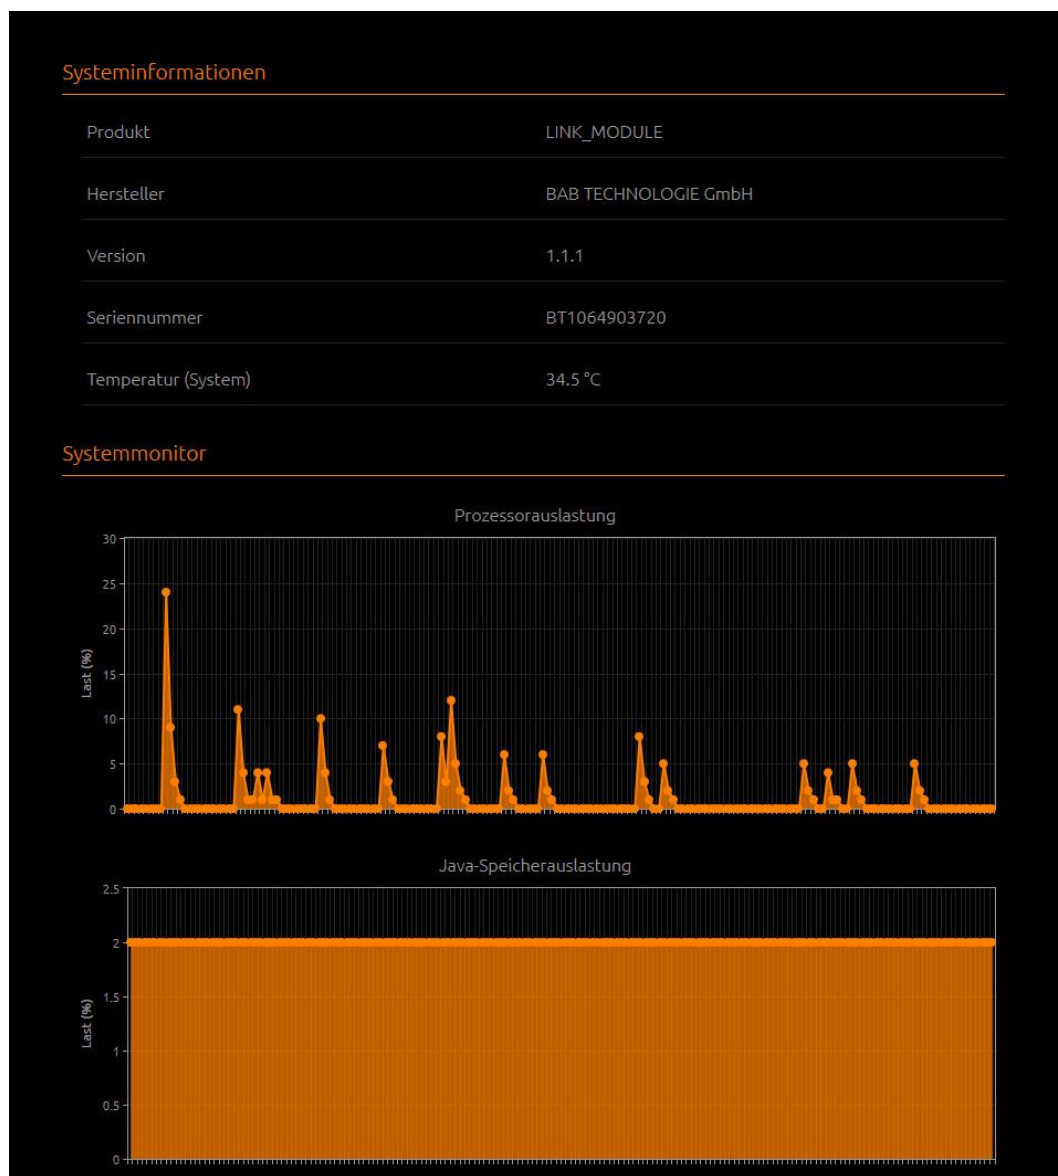 Systeminformationen
Produkt LINK_MODULE
Hersteller BAB TECHNOLOGIE GmbH
Version 1.1.1
Seriennummer BT1064903720
Temperatur (System) 34.5 °C
Systemmonitor
Prozessorauslastung
30
25
20
15
10
5
0
Last (%)
Java-Speicherauslastung
2.5
2
1.5
1
0.5
0
Last (%)